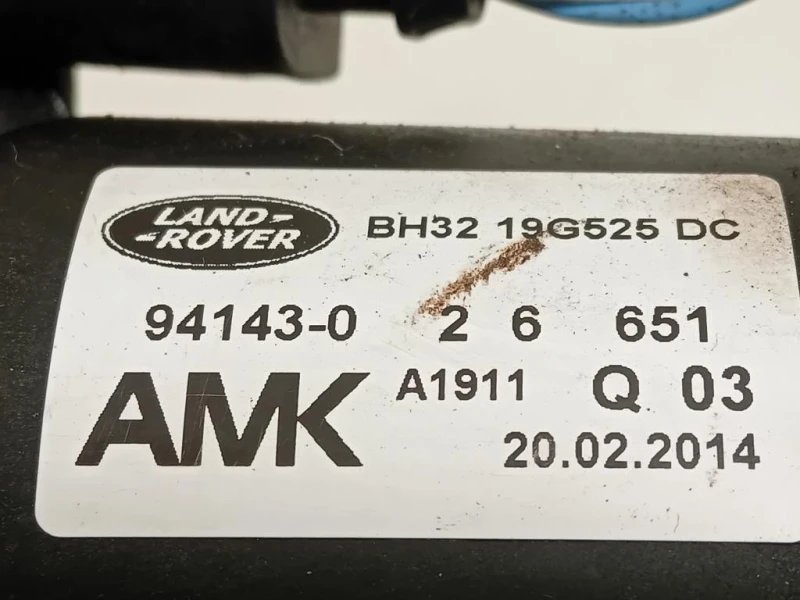 LAND-
-ROVER
BH32 19G525 DC
94143-0 2 6 651
AMK A1911 Q 03
20.02.2014